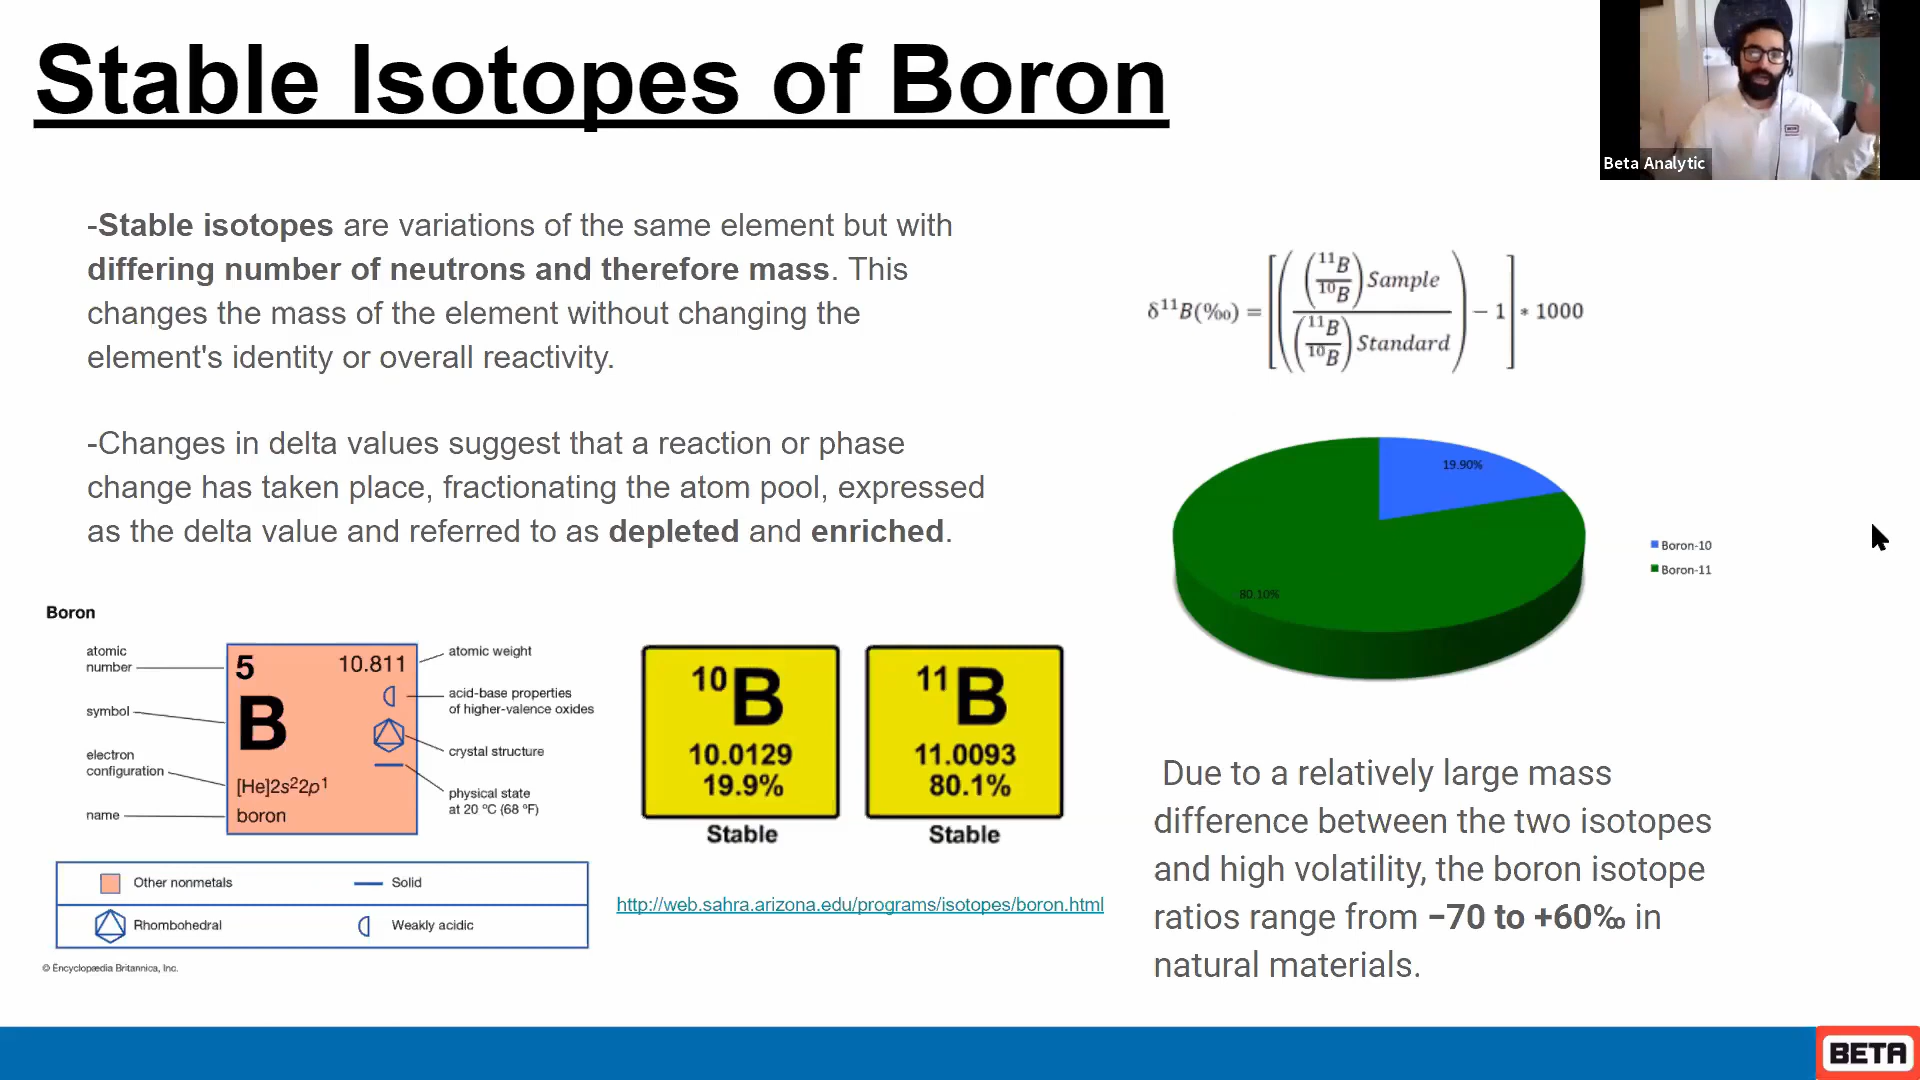 Stable Isotopes of Boron
Beta Analytic
-Stable isotopes are variations of the same element but with
differing number of neutrons and therefore mass. This
changes the mass of the element without changing the
element's identity or overall reactivity.
-Changes in delta values suggest that a reaction or phase
change has taken place, fractionating the atom pool, expressed
as the delta value and referred to as depleted and enriched.
δ¹¹B(‰) = [((¹¹B/¹⁰B)Sample/(¹¹B/¹⁰B)Standard) − 1] * 1000
19.90%
80.10%
Boron-10
Boron-11
Boron
atomic
number
symbol
electron
configuration
name
5
10.811
B
[He]2s²2p¹
boron
atomic weight
acid-base properties
of higher-valence oxides
crystal structure
physical state
at 20 °C (68 °F)
Other nonmetals
Solid
Rhombohedral
Weakly acidic
© Encyclopædia Britannica, Inc.
¹⁰B
10.0129
19.9%
Stable
¹¹B
11.0093
80.1%
Stable
http://web.sahra.arizona.edu/programs/isotopes/boron.html
Due to a relatively large mass
difference between the two isotopes
and high volatility, the boron isotope
ratios range from −70 to +60‰ in
natural materials.
BETA